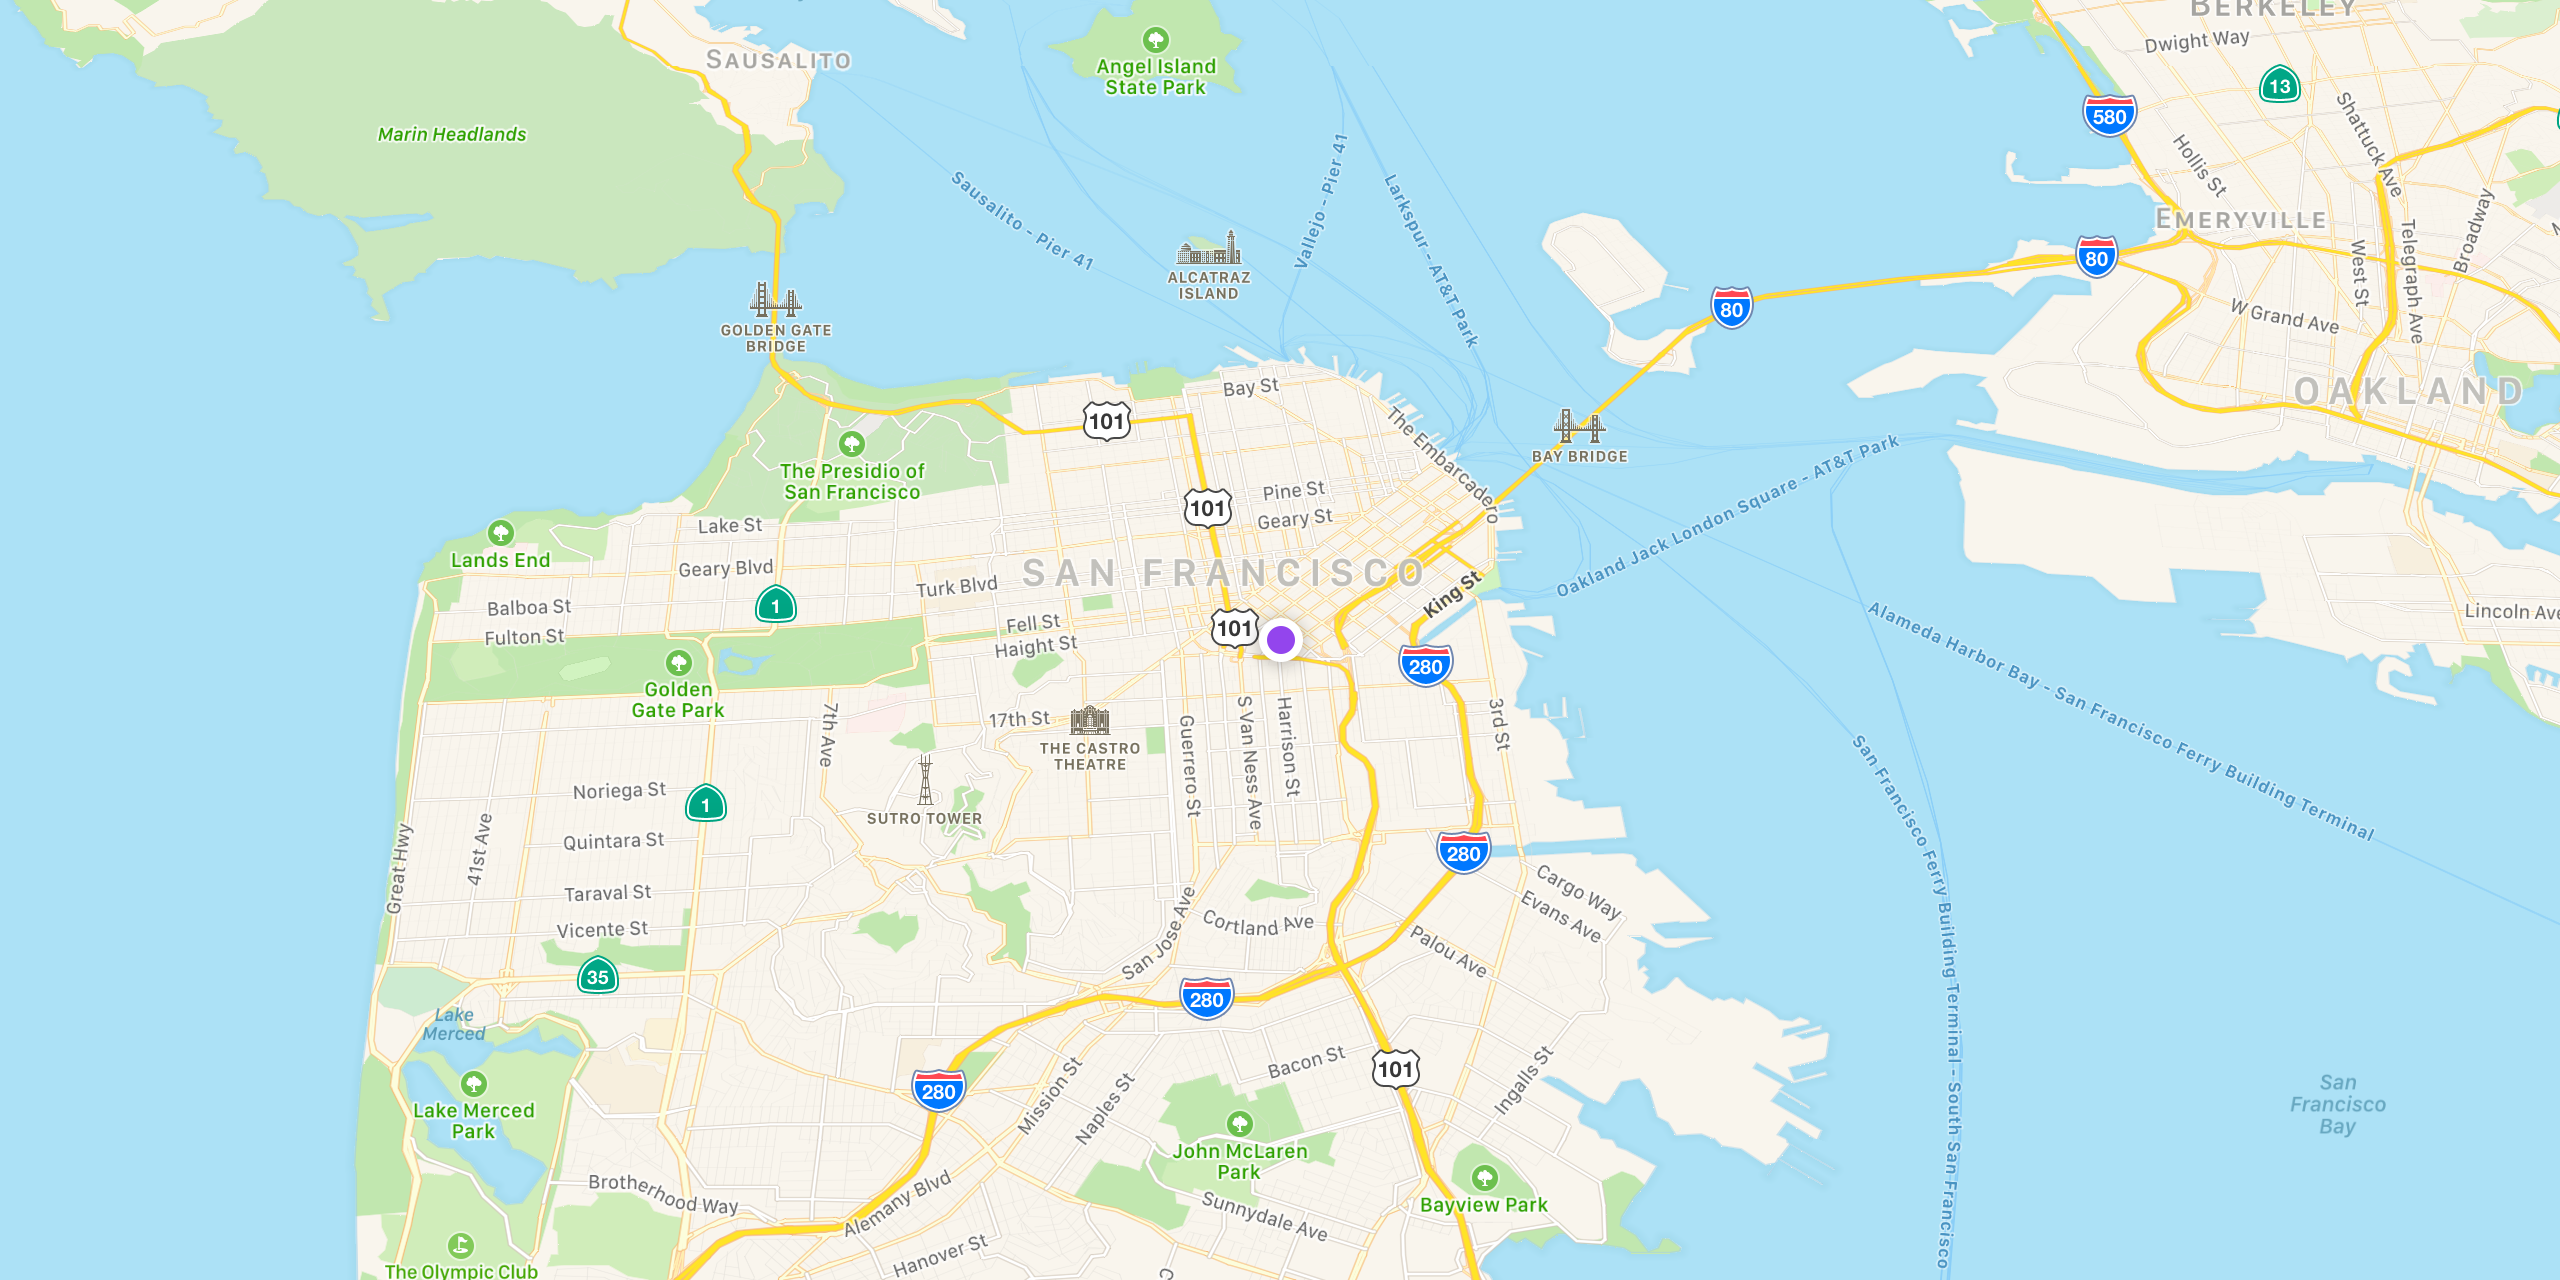 BERKELEY
Dwight Way
SAUSALITO
Angel Island
State Park
13
580
Shattuck Ave
Marin Headlands
Hollis St
Vallejo - Pier 41
Sausalito - Pier 41
Larkspur - AT&T Park
EMERYVILLE
Broadway
Telegraph Ave
West St
80
ALCATRAZ
ISLAND
80
W Grand Ave
GOLDEN GATE
BRIDGE
Bay St
OAKLAND
101
The Embarcadero
BAY BRIDGE
Oakland Jack London Square - AT&T Park
The Presidio of
San Francisco
Pine St
101
Geary St
Lake St
Lands End
Geary Blvd
SAN FRANCISCO
Turk Blvd
King St
1
Balboa St
Fulton St
Fell St
Haight St
101
Alameda Harbor Bay - San Francisco Ferry Building Terminal
280
Golden
Gate Park
7th Ave
17th St
THE CASTRO
THEATRE
Guerrero St
S Van Ness Ave
Harrison St
3rd St
San Francisco Ferry Building Terminal - South San Francisco
Noriega St
1
SUTRO TOWER
Quintara St
41st Ave
Great Hwy
280
Taraval St
Cargo Way
Evans Ave
Vicente St
San Jose Ave
Cortland Ave
Palou Ave
35
280
Lake
Merced
Bacon St
101
Ingalls St
280
Mission St
Naples St
Lake Merced
Park
San
Francisco
Bay
John McLaren
Park
Bayview Park
Brotherhood Way
Alemany Blvd
Sunnydale Ave
Hanover St
The Olympic Club